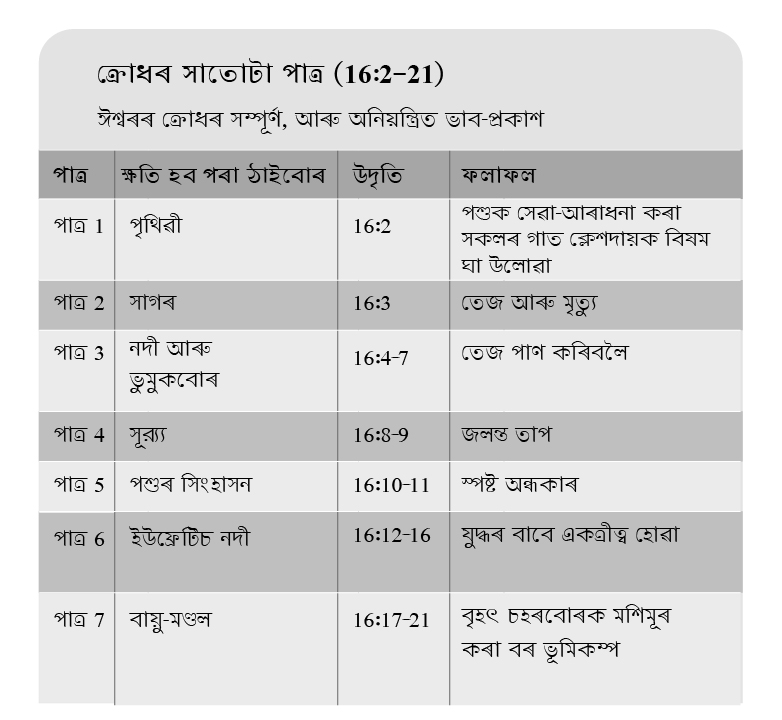 ক্ৰোধৰ সাতোটা পাত্ৰ (16:2–21)
ঈশ্বৰৰ ক্ৰোধৰ সম্পূৰ্ণ, আৰু অনিয়ন্ত্ৰিত ভাব-প্ৰকাশ
পাত্ৰ ক্ষতি হব পৰা ঠাইবোৰ উদৃতি ফলাফল
পাত্ৰ 1 পৃথিৱী 16:2 পশুক সেৱা-আৰাধনা কৰা
সকলৰ গাত ক্লেশদায়ক বিষম
ঘা উলোৱা
পাত্ৰ 2 সাগৰ 16:3 তেজ আৰু মৃত্যু
পাত্ৰ 3 নদী আৰু 16:4-7 তেজ পাণ কৰিবলৈ
ভুমুকবোৰ
পাত্ৰ 4 সূৰ্য্য 16:8-9 জলন্ত তাপ
পাত্ৰ 5 পশুৰ সিংহাসন 16:10-11 স্পষ্ট অন্ধকাৰ
পাত্ৰ 6 ইউফ্ৰেটিচ নদী 16:12-16 যুদ্ধৰ বাবে একত্ৰীত্ব হোৱা
পাত্ৰ 7 বায়ু-মণ্ডল 16:17-21 বৃহৎ চহৰবোৰক মশিমূৰ
কৰা বৰ ভূমিকম্প